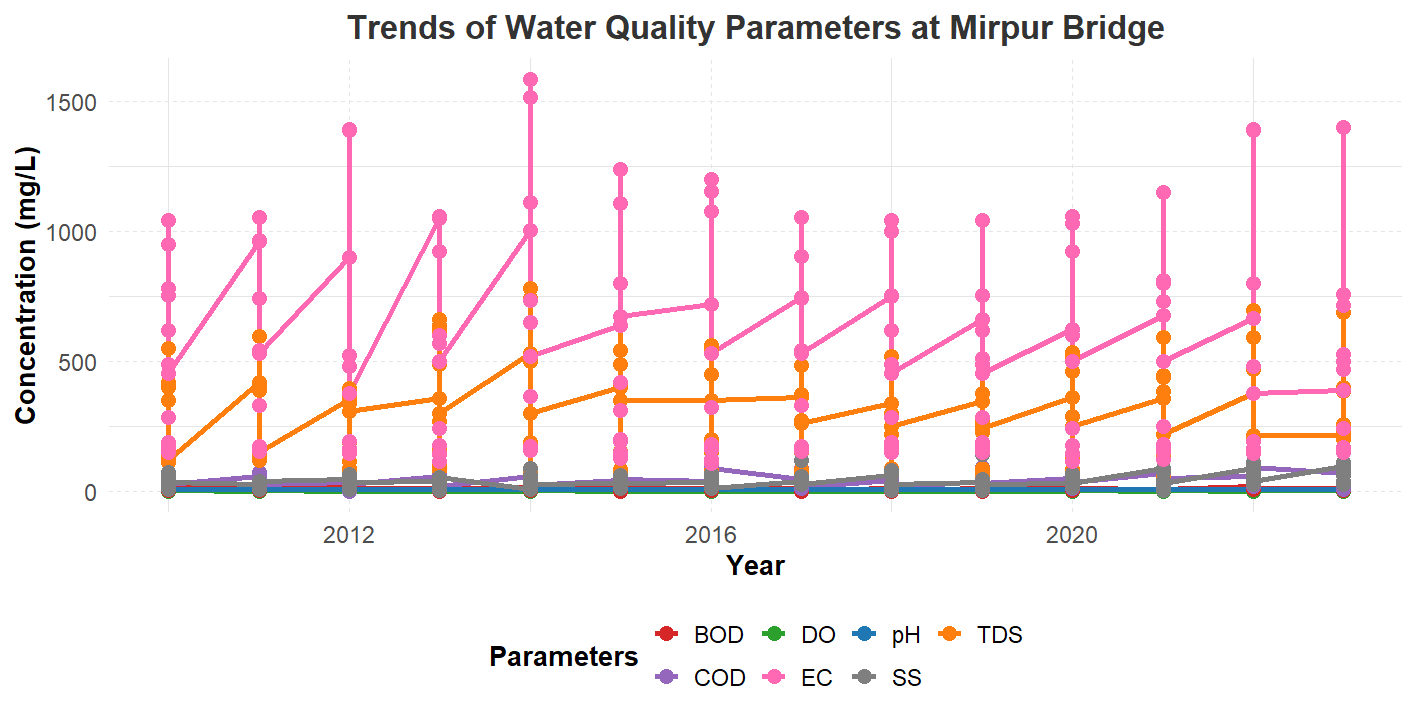 Trends of Water Quality Parameters at Mirpur Bridge
Concentration (mg/L)
1500
1000
500
0
2012 2016 2020
Year
Parameters
BOD DO pH TDS
COD EC SS